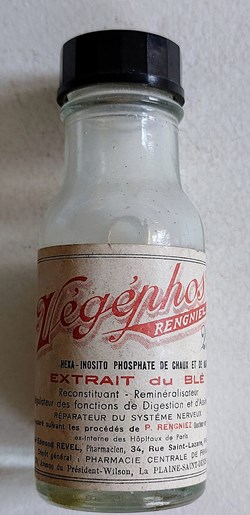 Végéphos
RENGNIEZ
HEXA-INOSITO PHOSPHATE DE CHAUX ET DE
EXTRAIT du BLÉ
Reconstituant - Reminéralisateur
des fonctions de Digestion et
RÉPARATEUR DU SYSTÈME NERVEUX
suivant les procédés de P. RENGNIEZ
ex-Interne des Hôpitaux de Paris
Edmond REVEL, Pharmacien, 34, Rue Saint-Lazare,
Dépôt général : PHARMACIE CENTRALE DE FRANCE
du Président-Wilson, La PLAINE-SAINT-DENIS